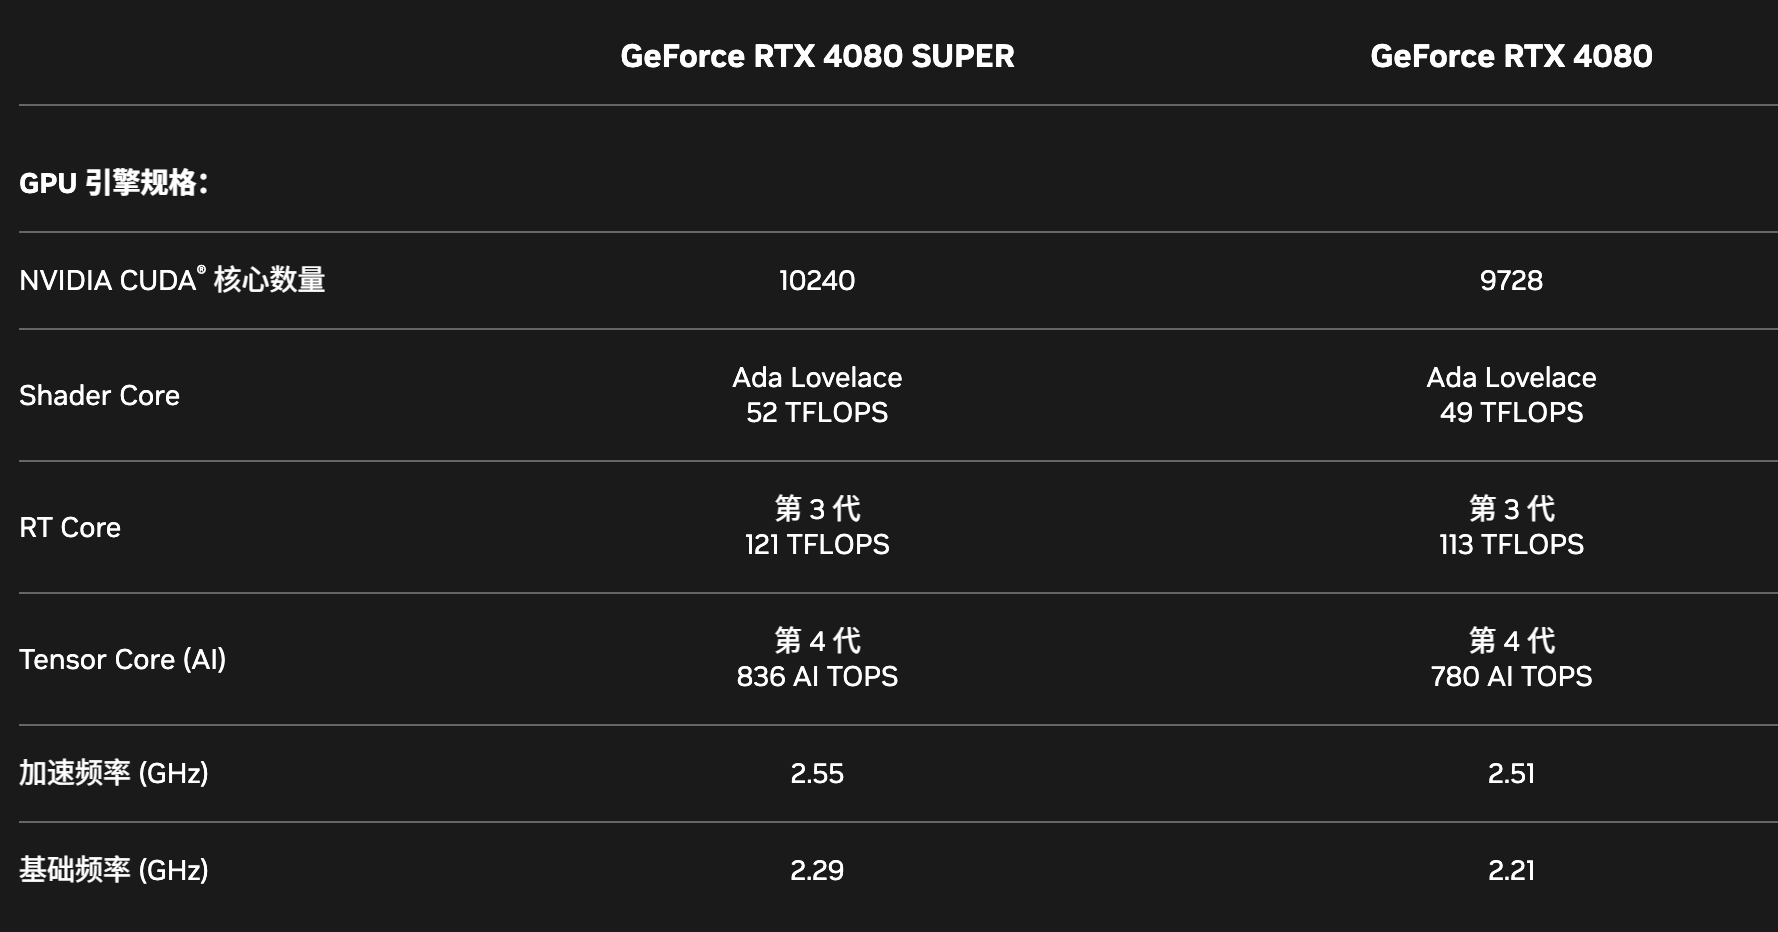 GeForce RTX 4080 SUPER GeForce RTX 4080
GPU 引擎规格：
NVIDIA CUDA® 核心数量 10240 9728
Shader Core Ada Lovelace 52 TFLOPS Ada Lovelace 49 TFLOPS
RT Core 第 3 代 121 TFLOPS 第 3 代 113 TFLOPS
Tensor Core (AI) 第 4 代 836 AI TOPS 第 4 代 780 AI TOPS
加速频率 (GHz) 2.55 2.51
基础频率 (GHz) 2.29 2.21